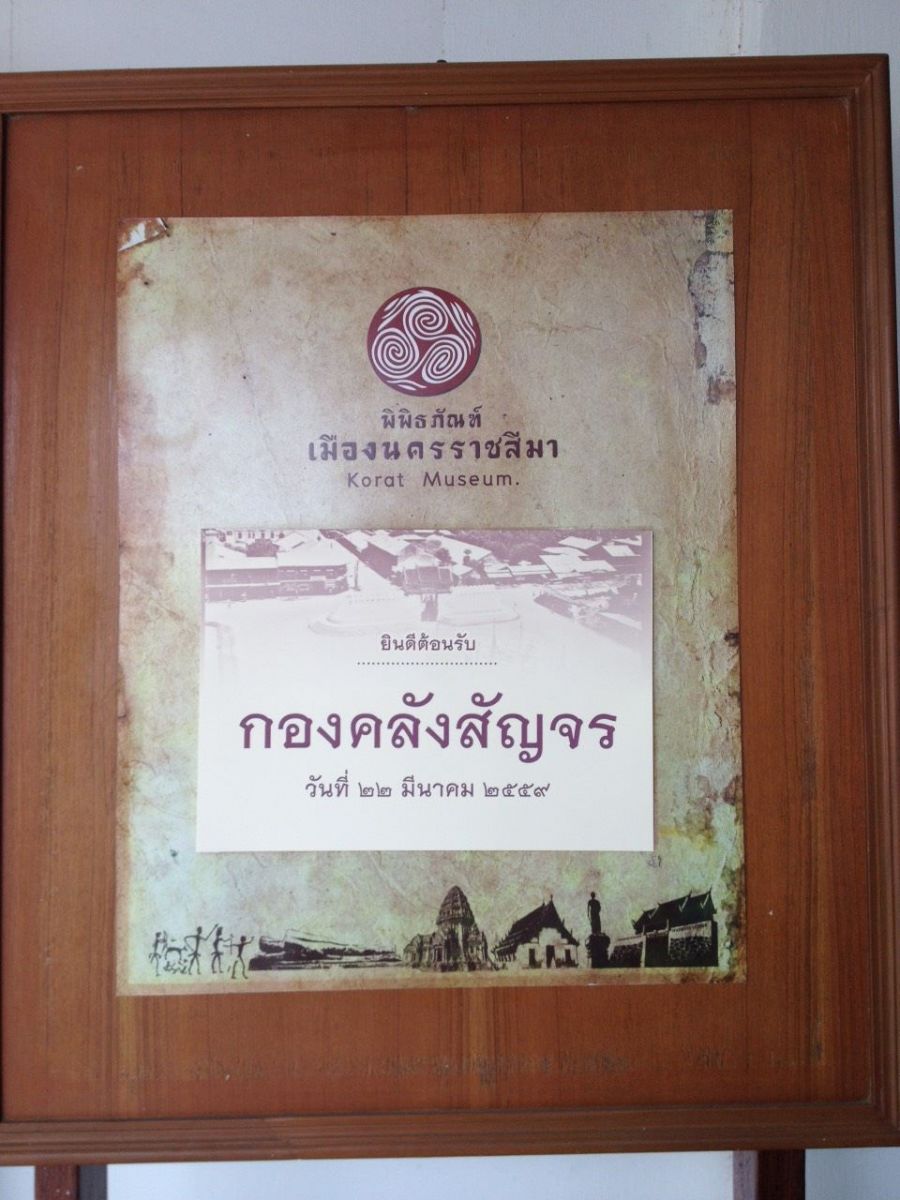 พิพิธภัณฑ์
เมืองนครราชสีมา
Korat Museum.
ยินดีต้อนรับ
กองคลังสัญจร
วันที่ ๒๒ มีนาคม ๒๕๕๙